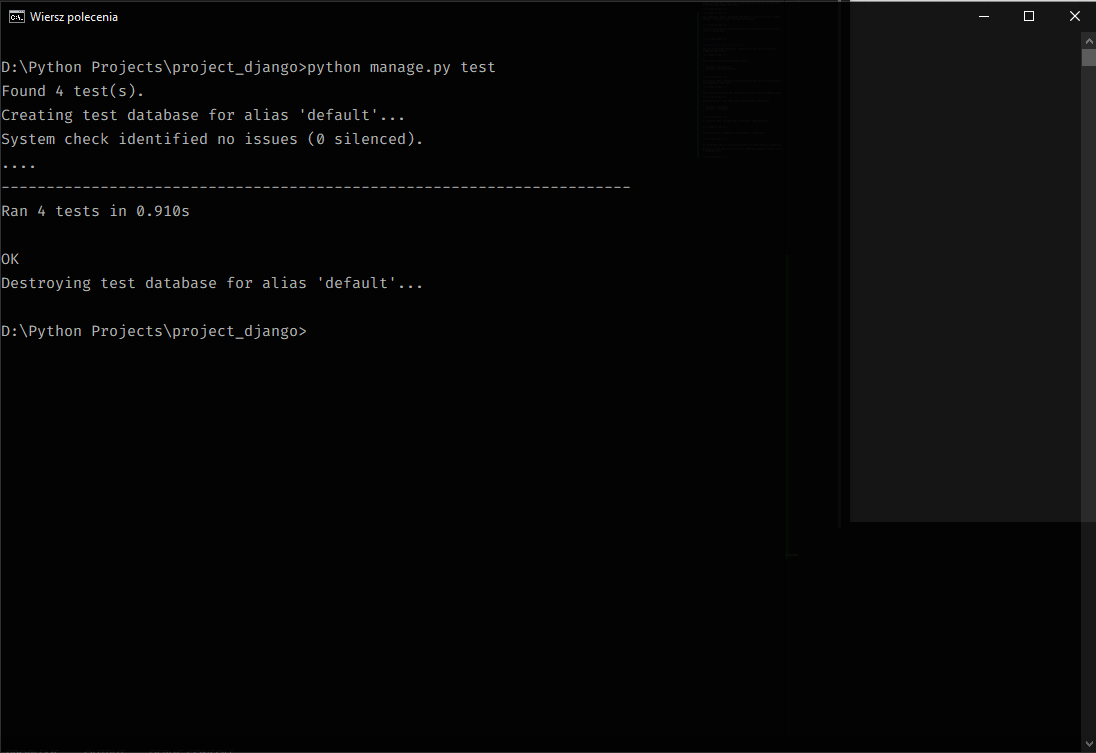 Wiersz polecenia
D:\Python Projects\project_django>python manage.py test
Found 4 test(s).
Creating test database for alias 'default'...
System check identified no issues (0 silenced).
....
----------------------------------------------------------------------
Ran 4 tests in 0.910s
OK
Destroying test database for alias 'default'...
D:\Python Projects\project_django>